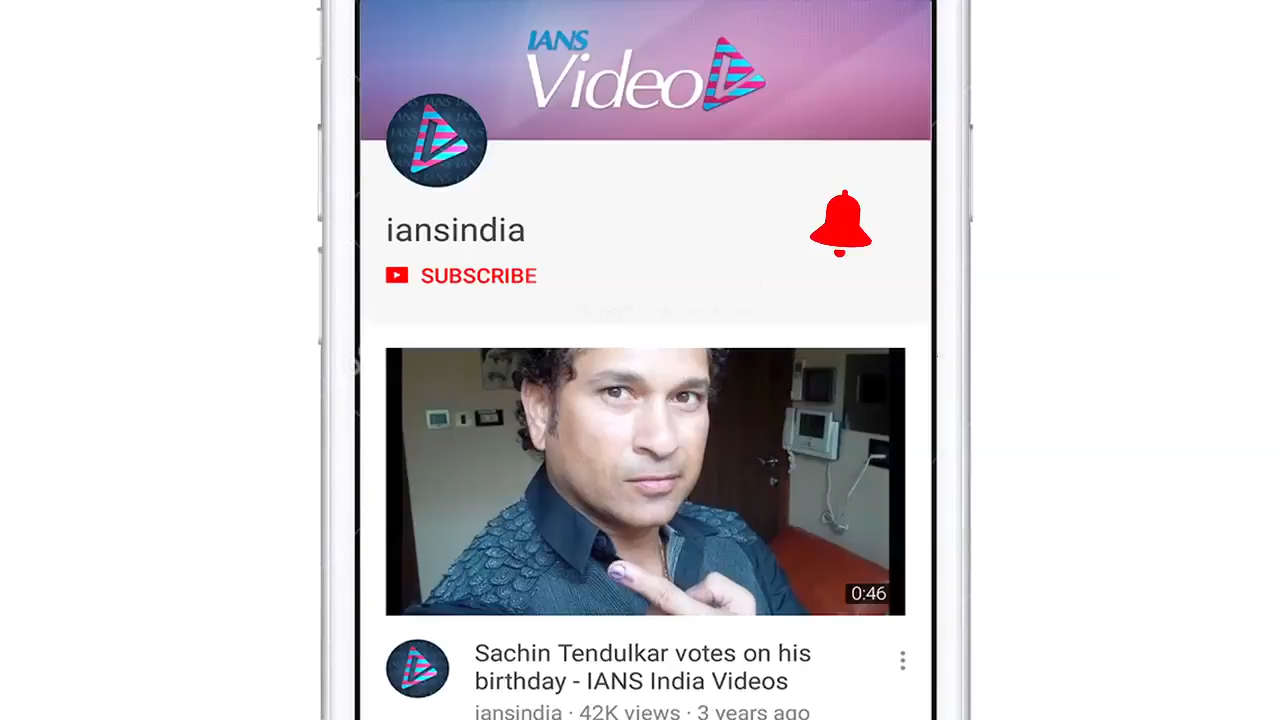 IANS
Video
iansindia
SUBSCRIBE
0:46
Sachin Tendulkar votes on his
birthday - IANS India Videos
iansindia · 42K views · 3 years ago